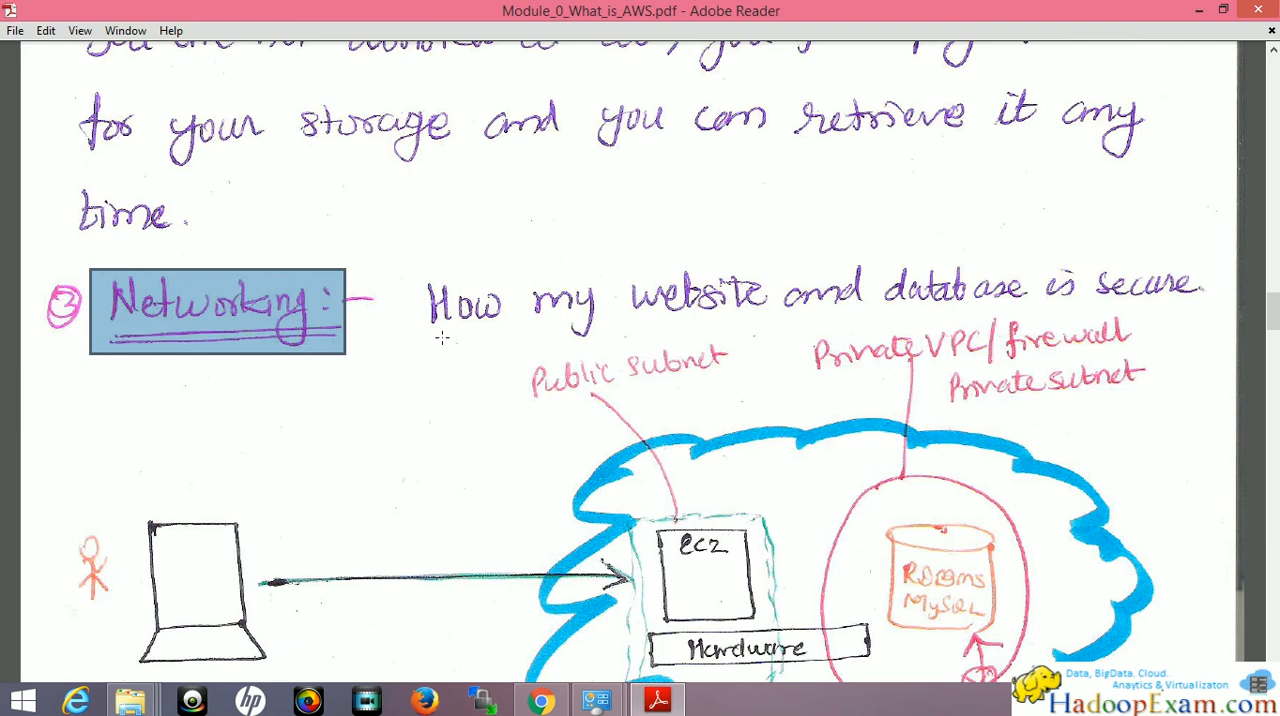 Module_0_What_is_AWS.pdf - Adobe Reader
File Edit View Window Help
for your storage and you can retrieve it any
time.
③ Networking:- How my website and database is secure.
Public subnet
Private VPC/firewall
Private subnet
EC2
RDBMS
MySQL
Hardware
Data, BigData. Cloud..
Anaytics & Virtualizaton
HadoopExam.com